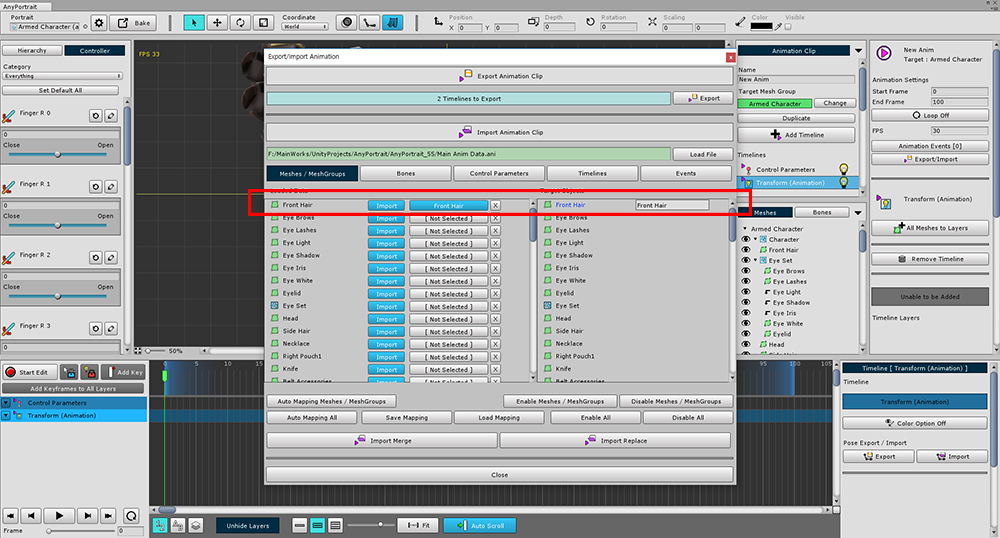 AnyPortrait
Portrait
Armed Character (a
Bake
Coordinate
World
Position
X 0 Y 0
Depth
0
Rotation
0
Scaling
X 0 Y 0
Color
Visible
Hierarchy
Controller
Category
Everything
Set Default All
Finger R 0
0
Close
Open
Finger R 1
0
Close
Open
Finger R 2
0
Close
Open
Finger R 3
0
FPS 33
50%
Export/Import Animation
x
Export Animation Clip
2 Timelines to Export
Export
Import Animation Clip
F:/MainWorks/UnityProjects/AnyPortrait/AnyPortrait_5S/Main Anim Data.ani
Load File
Meshes / MeshGroups
Bones
Control Parameters
Timelines
Events
Loaded Data
Target Objects
Front Hair Import Front Hair X
Front Hair Front Hair
Eye Brows Import [ Not Selected ] X
Eye Brows
Eye Lashes Import [ Not Selected ] X
Eye Lashes
Eye Light Import [ Not Selected ] X
Eye Light
Eye Shadow Import [ Not Selected ] X
Eye Shadow
Eye Iris Import [ Not Selected ] X
Eye Iris
Eye White Import [ Not Selected ] X
Eye White
Eyelid Import [ Not Selected ] X
Eyelid
Eye Set Import [ Not Selected ] X
Eye Set
Head Import [ Not Selected ] X
Head
Side Hair Import [ Not Selected ] X
Side Hair
Necklace Import [ Not Selected ] X
Necklace
Right Pouch1 Import [ Not Selected ] X
Right Pouch1
Knife Import [ Not Selected ] X
Knife
Belt Accessories Import [ Not Selected ] X
Belt Accessories
Auto Mapping Meshes / MeshGroups
Enable Meshes / MeshGroups
Disable Meshes / MeshGroups
Auto Mapping All
Save Mapping
Load Mapping
Enable All
Disable All
Import Merge
Import Replace
Close
Animation Clip
Name
New Anim
Target Mesh Group
Armed Character
Change
Duplicate
Add Timeline
Timelines
Control Parameters
Transform (Animation)
Meshes
Bones
Armed Character
Character
Front Hair
Eye Set
Eye Brows
Eye Lashes
Eye Light
Eye Shadow
Eye Iris
Eye White
Eyelid
Head
New Anim
Target : Armed Character
Animation Settings
Start Frame 0
End Frame 100
Loop Off
FPS 30
Animation Events [0]
Export/Import
Transform (Animation)
All Meshes to Layers
Remove Timeline
Unable to be Added
Timeline Layers
Start Edit
Add Key
Add Keyframes to All Layers
Control Parameters
Transform (Animation)
0
5
10
95
100
105
Frame
0
Unhide Layers
Fit
Auto Scroll
Timeline [ Transform (Animation) ]
Timeline
Transform (Animation)
Color Option Off
Pose Export / Import
Export
Import